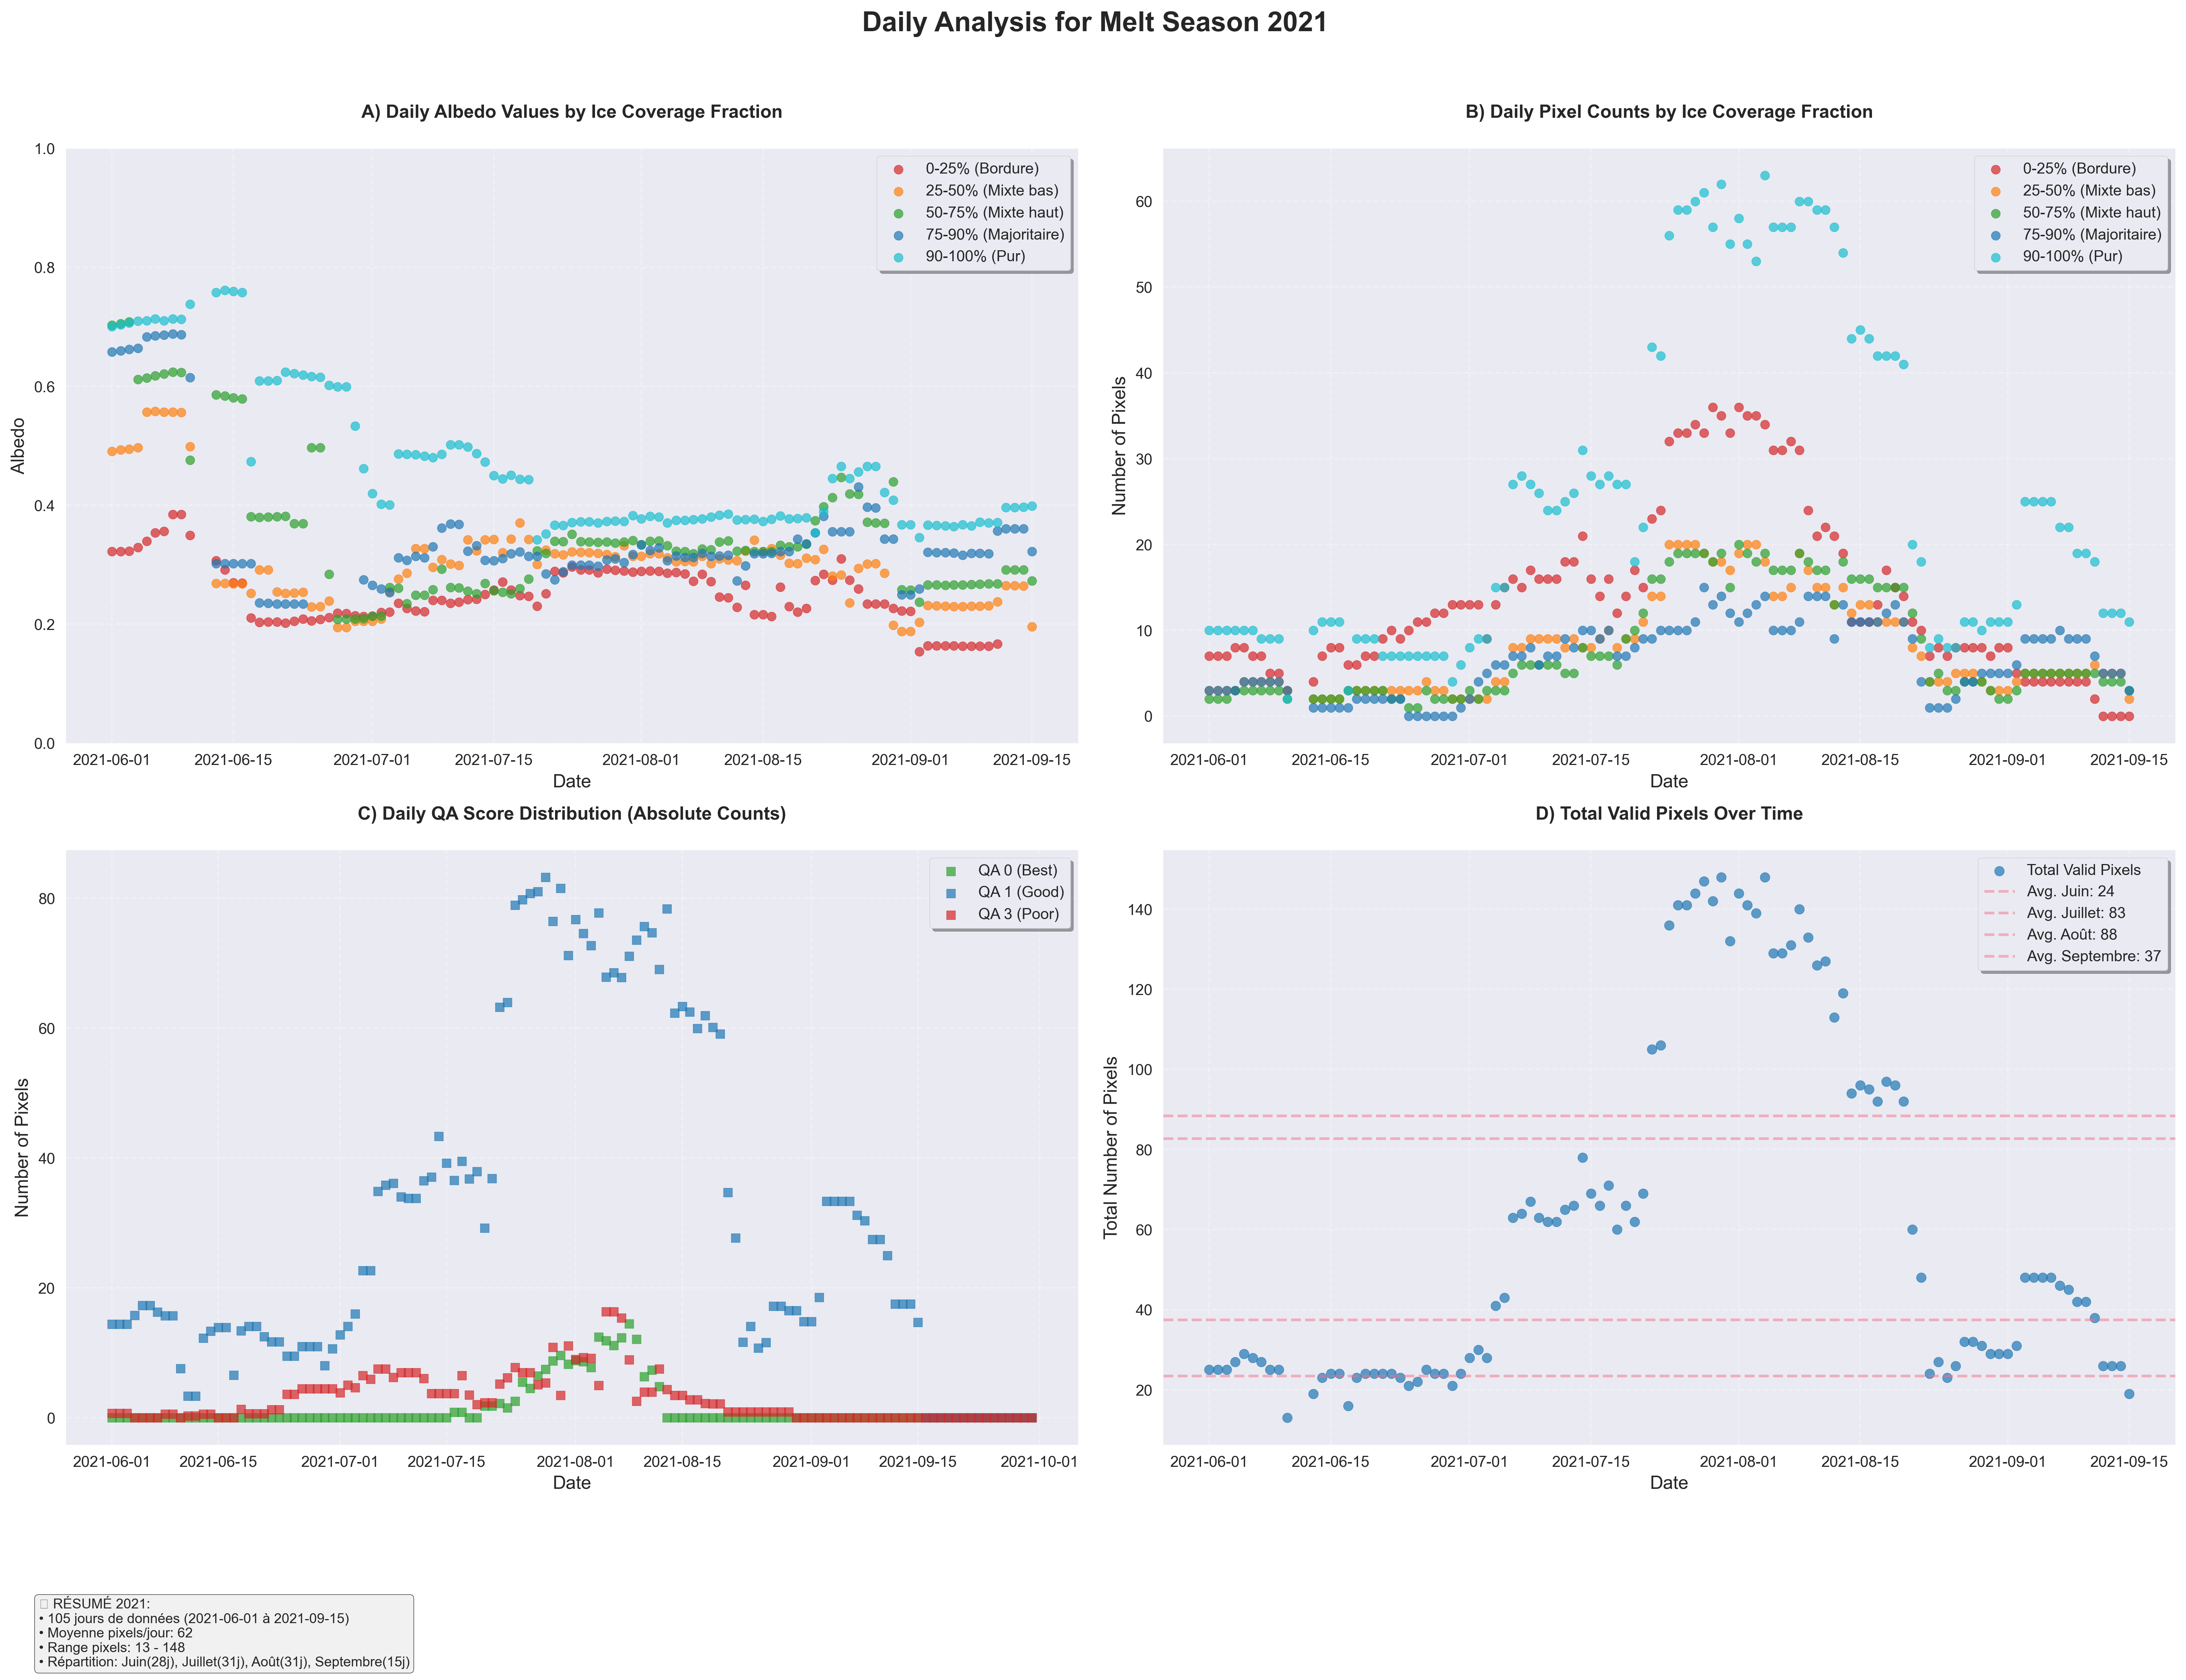 Daily Analysis for Melt Season 2021
A) Daily Albedo Values by Ice Coverage Fraction
1.0
0.8
0.6
0.4
0.2
0.0
Albedo
0-25% (Bordure)
25-50% (Mixte bas)
50-75% (Mixte haut)
75-90% (Majoritaire)
90-100% (Pur)
2021-06-01
2021-06-15
2021-07-01
2021-07-15
2021-08-01
2021-08-15
2021-09-01
2021-09-15
Date
B) Daily Pixel Counts by Ice Coverage Fraction
60
50
40
30
20
10
0
Number of Pixels
0-25% (Bordure)
25-50% (Mixte bas)
50-75% (Mixte haut)
75-90% (Majoritaire)
90-100% (Pur)
2021-06-01
2021-06-15
2021-07-01
2021-07-15
2021-08-01
2021-08-15
2021-09-01
2021-09-15
Date
C) Daily QA Score Distribution (Absolute Counts)
80
60
40
20
0
Number of Pixels
QA 0 (Best)
QA 1 (Good)
QA 3 (Poor)
2021-06-01
2021-06-15
2021-07-01
2021-07-15
2021-08-01
2021-08-15
2021-09-01
2021-09-15
2021-10-01
Date
D) Total Valid Pixels Over Time
140
120
100
80
60
40
20
Total Number of Pixels
Total Valid Pixels
Avg. Juin: 24
Avg. Juillet: 83
Avg. Août: 88
Avg. Septembre: 37
2021-06-01
2021-06-15
2021-07-01
2021-07-15
2021-08-01
2021-08-15
2021-09-01
2021-09-15
Date
RÉSUMÉ 2021:
• 105 jours de données (2021-06-01 à 2021-09-15)
• Moyenne pixels/jour: 62
• Range pixels: 13 - 148
• Répartition: Juin(28j), Juillet(31j), Août(31j), Septembre(15j)